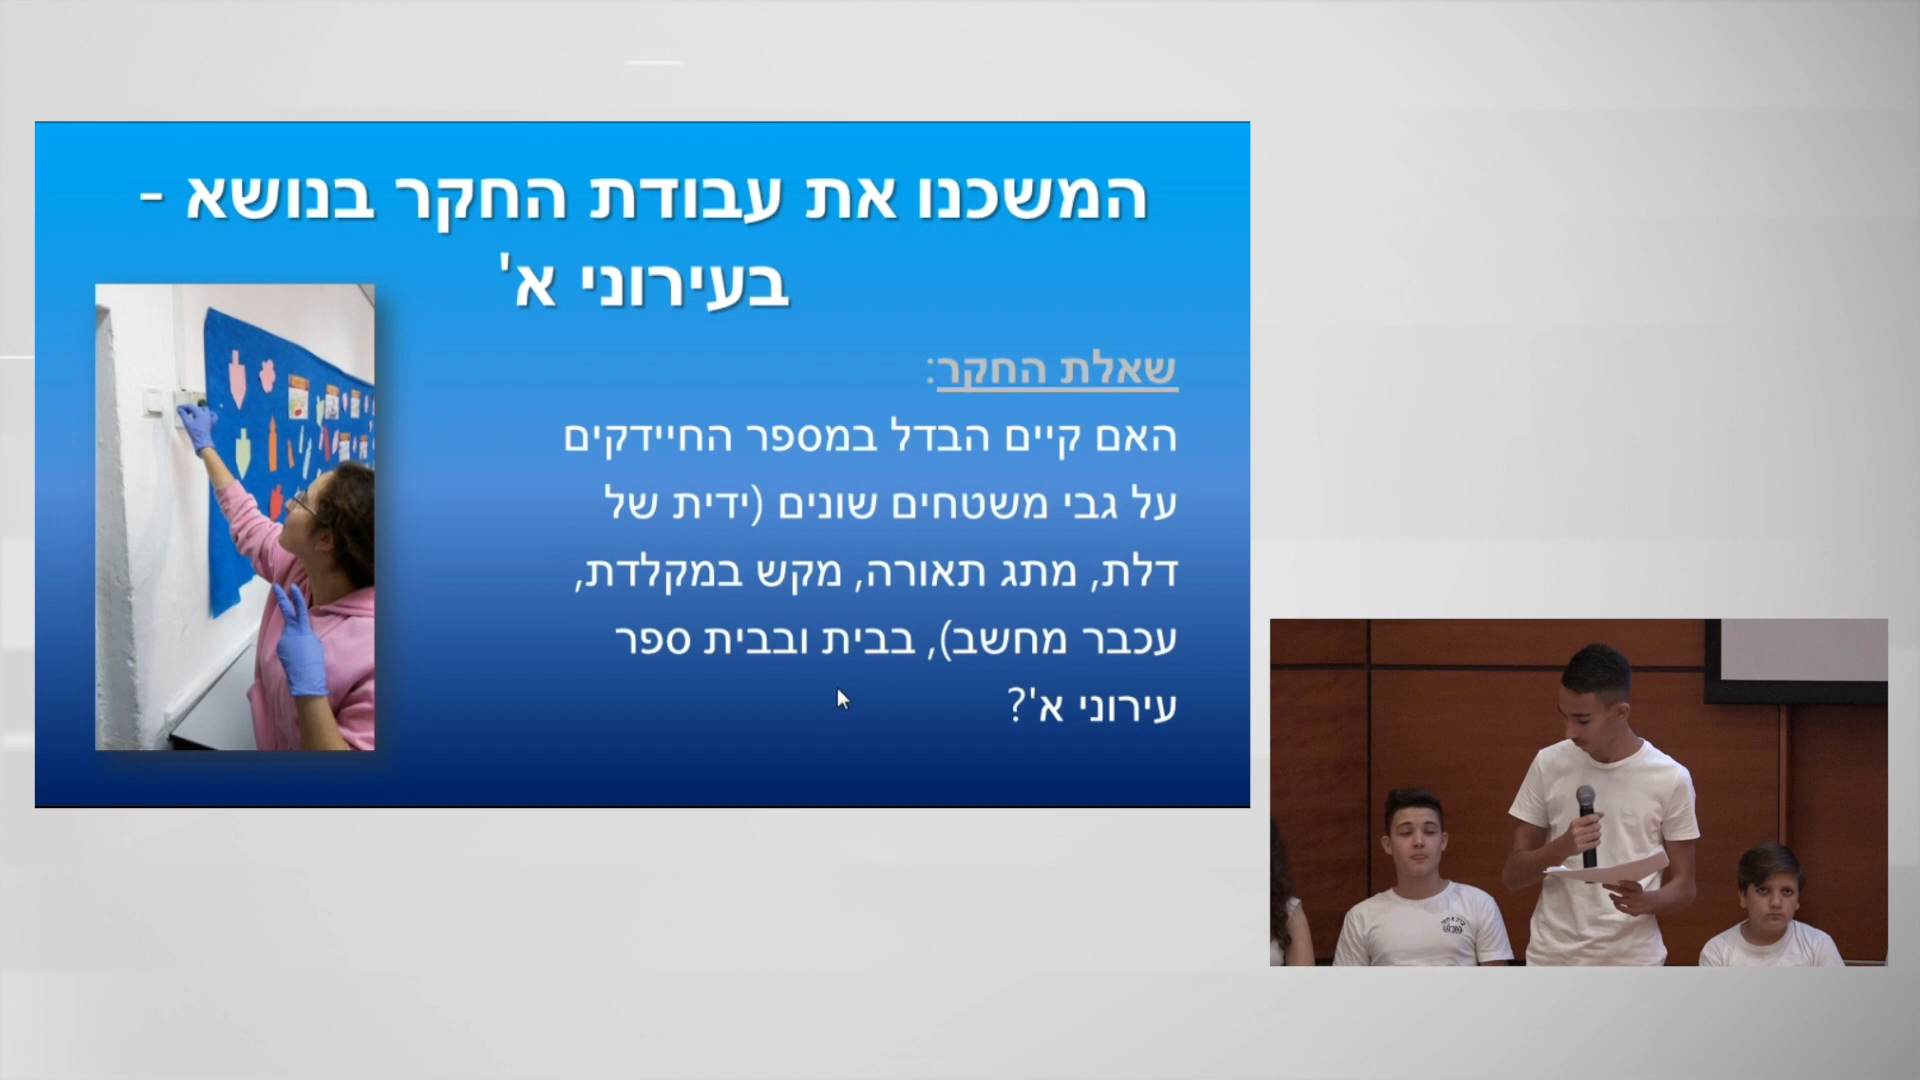 המשכנו את עבודת החקר בנושא -
בעירוני א'
שאלת החקר:
האם קיים הבדל במספר החיידקים
על גבי משטחים שונים (ידית של
דלת, מתג תאורה, מקש במקלדת,
עכבר מחשב), בבית ובבית ספר
עירוני א'?